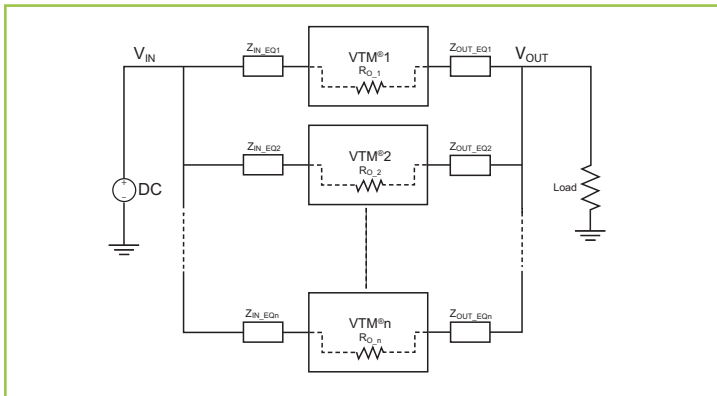 V_IN
Z_IN_EQ1
VTM®1
R_O_1
Z_OUT_EQ1
V_OUT
Z_IN_EQ2
VTM®2
R_O_2
Z_OUT_EQ2
+
−
DC
Load
Z_IN_EQn
VTM®n
R_O_n
Z_OUT_EQn